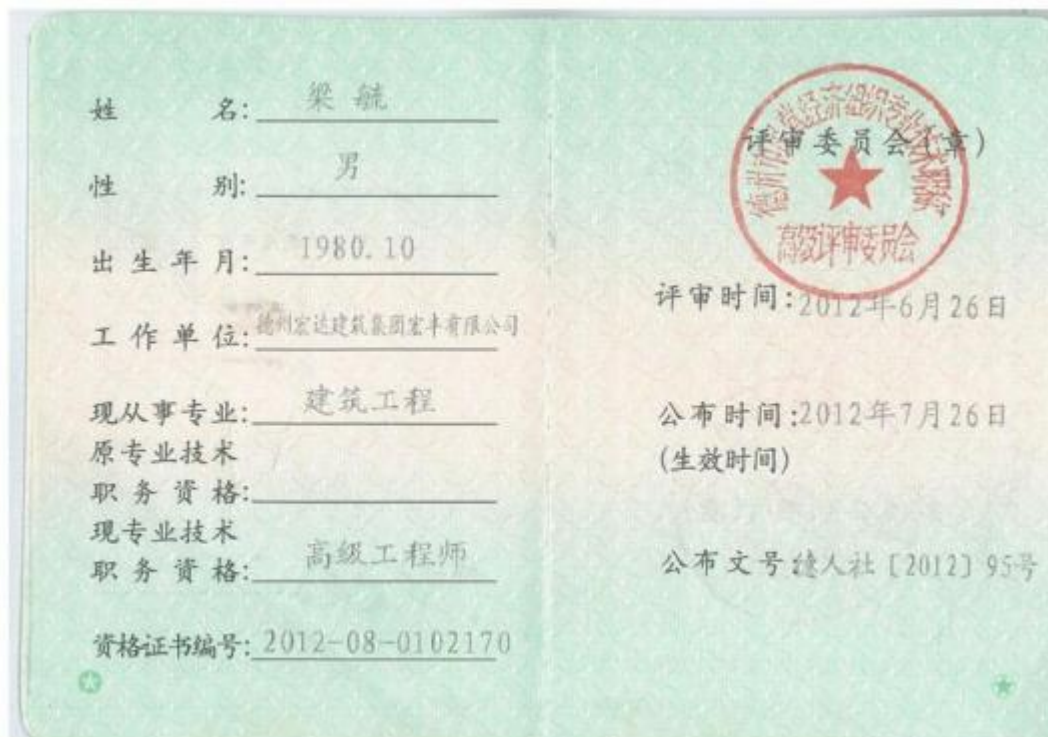 姓 名: 梁毓
性 别: 男
出生年月: 1980.10
工作单位: 德州宏达建筑集团宏丰有限公司
现从事专业: 建筑工程
原专业技术
职务资格:
现专业技术
职务资格: 高级工程师
资格证书编号: 2012-08-0102170
评审委员会(章)
高级评审委员会
评审时间:2012年6月26日
公布时间:2012年7月26日
(生效时间)
公布文号:德人社〔2012〕95号